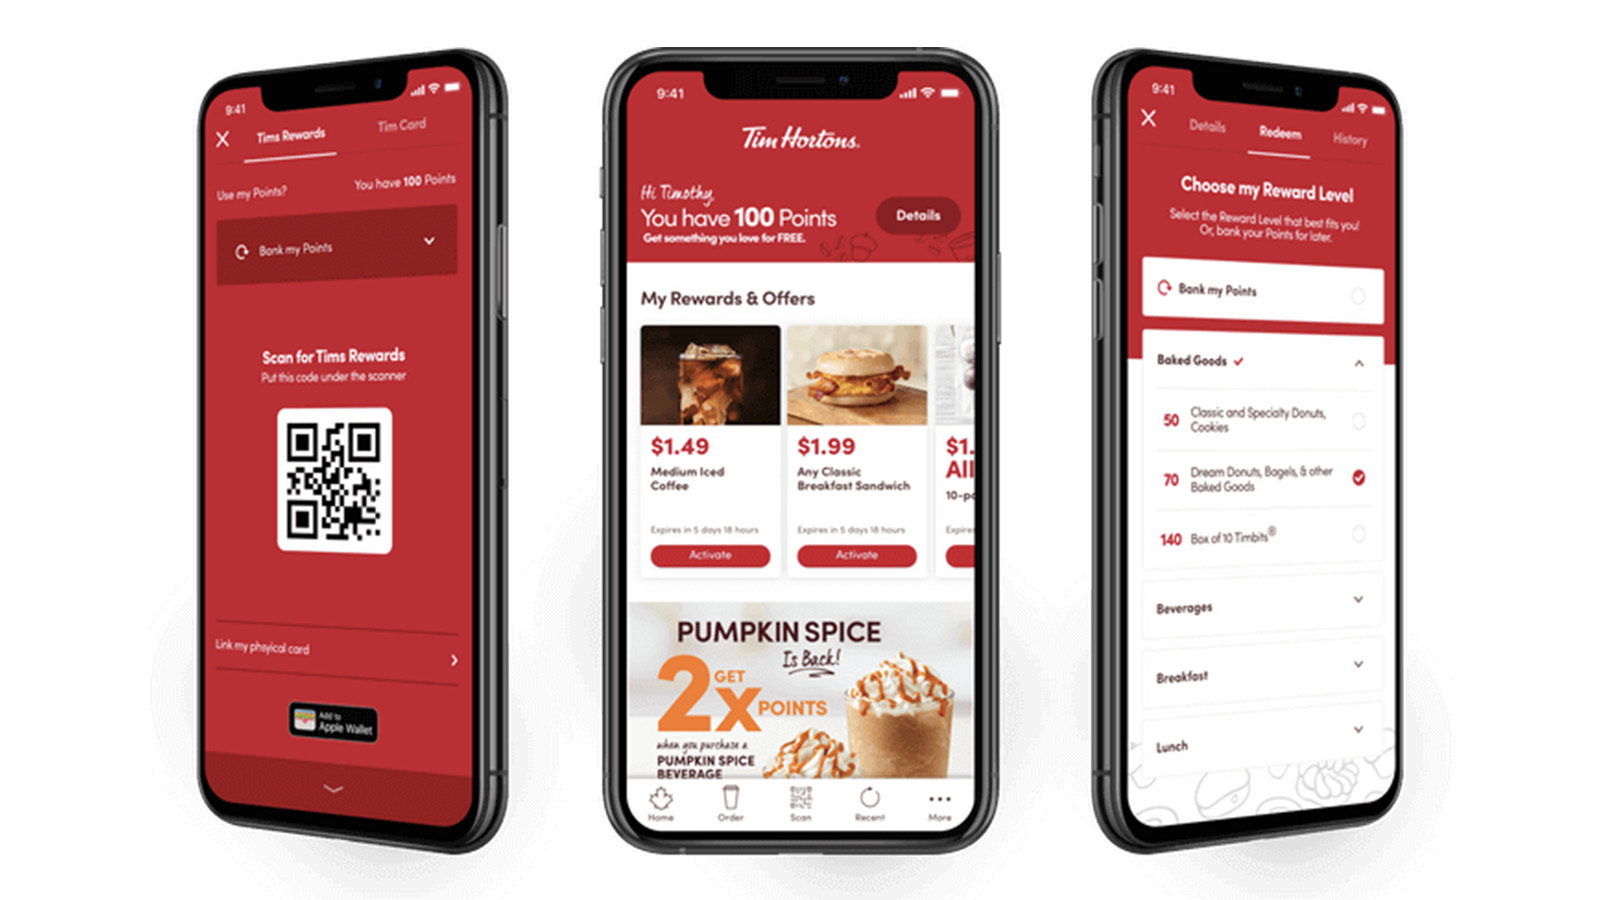 9:41
Tims Rewards
Tim Card
Use my Points?
You have 100 Points
Bank my Points
Scan for Tims Rewards
Put this code under the scanner
Link my phsyical card
Add to
Apple Wallet
9:41
Tim Hortons.
Hi Timothy,
You have 100 Points
Get something you love for FREE.
Details
My Rewards & Offers
$1.49
Medium Iced
Coffee
Expires in 5 days 18 hours
Activate
$1.99
Any Classic
Breakfast Sandwich
Expires in 5 days 18 hours
Activate
$1.
All
10-po
Expires
PUMPKIN SPICE
Is Back!
GET
2x POINTS
when you purchase a
PUMPKIN SPICE
BEVERAGE
Home
Order
Scan
Recent
More
9:41
Details
Redeem
History
Choose my Reward Level
Select the Reward Level that best fits you!
Or, bank your Points for later.
Bank my Points
Baked Goods
50 Classic and Specialty Donuts,
Cookies
70 Dream Donuts, Bagels, & other
Baked Goods
140 Box of 10 Timbits®
Beverages
Breakfast
Lunch